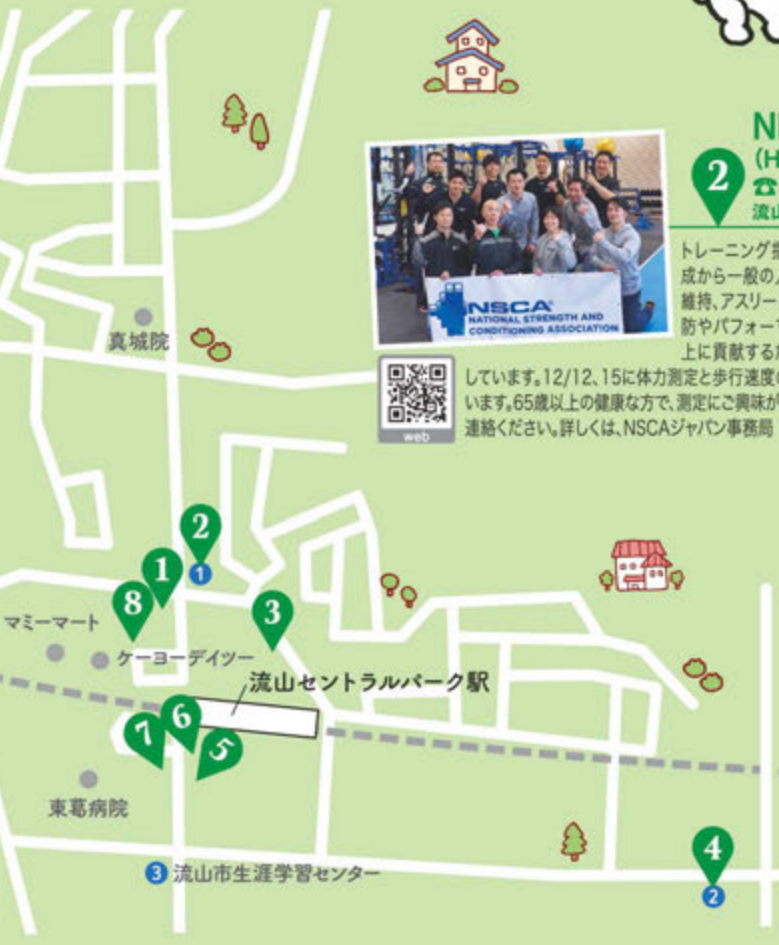 2
トレーニング
成から一般の
維持、アスリー
防やパフォー
上に貢献する
しています。12/12、15に体力測定と歩行速度の
います。65歳以上の健康な方で、測定にご興味が
連絡ください。詳しくは、NSCAジャパン事務局
NSCA
NATIONAL STRENGTH AND
CONDITIONING ASSOCIATION
web
真城院
2
1
1
8
3
マミーマート
ケーヨーデイツー
流山セントラルパーク駅
6
7
5
東葛病院
3 流山市生涯学習センター
4
2